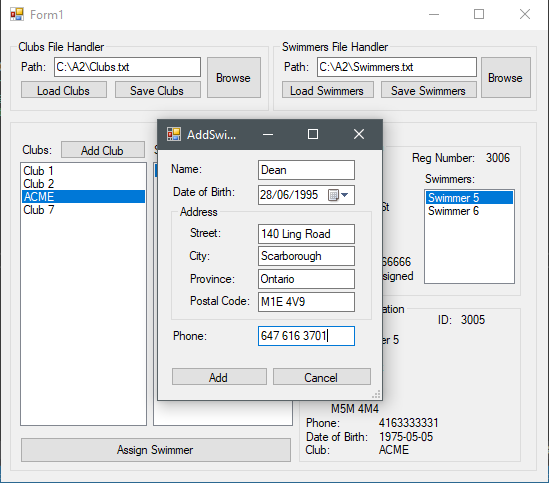 Form1
Clubs File Handler
Path: C:\A2\Clubs.txt
Browse
Load Clubs Save Clubs
Swimmers File Handler
Path: C:\A2\Swimmers.txt
Browse
Load Swimmers Save Swimmers
Clubs: Add Club
Club 1
Club 2
ACME
Club 7
AddSwi...
Name: Dean
Date of Birth: 28/06/1995
Address
Street: 140 Ling Road
City: Scarborough
Province: Ontario
Postal Code: M1E 4V9
Phone: 647 616 3701
Add Cancel
Reg Number: 3006
Swimmers:
Swimmer 5
Swimmer 6
St
66666
signed
ation
ID: 3005
er 5
M5M 4M4
Phone: 4163333331
Date of Birth: 1975-05-05
Club: ACME
Assign Swimmer